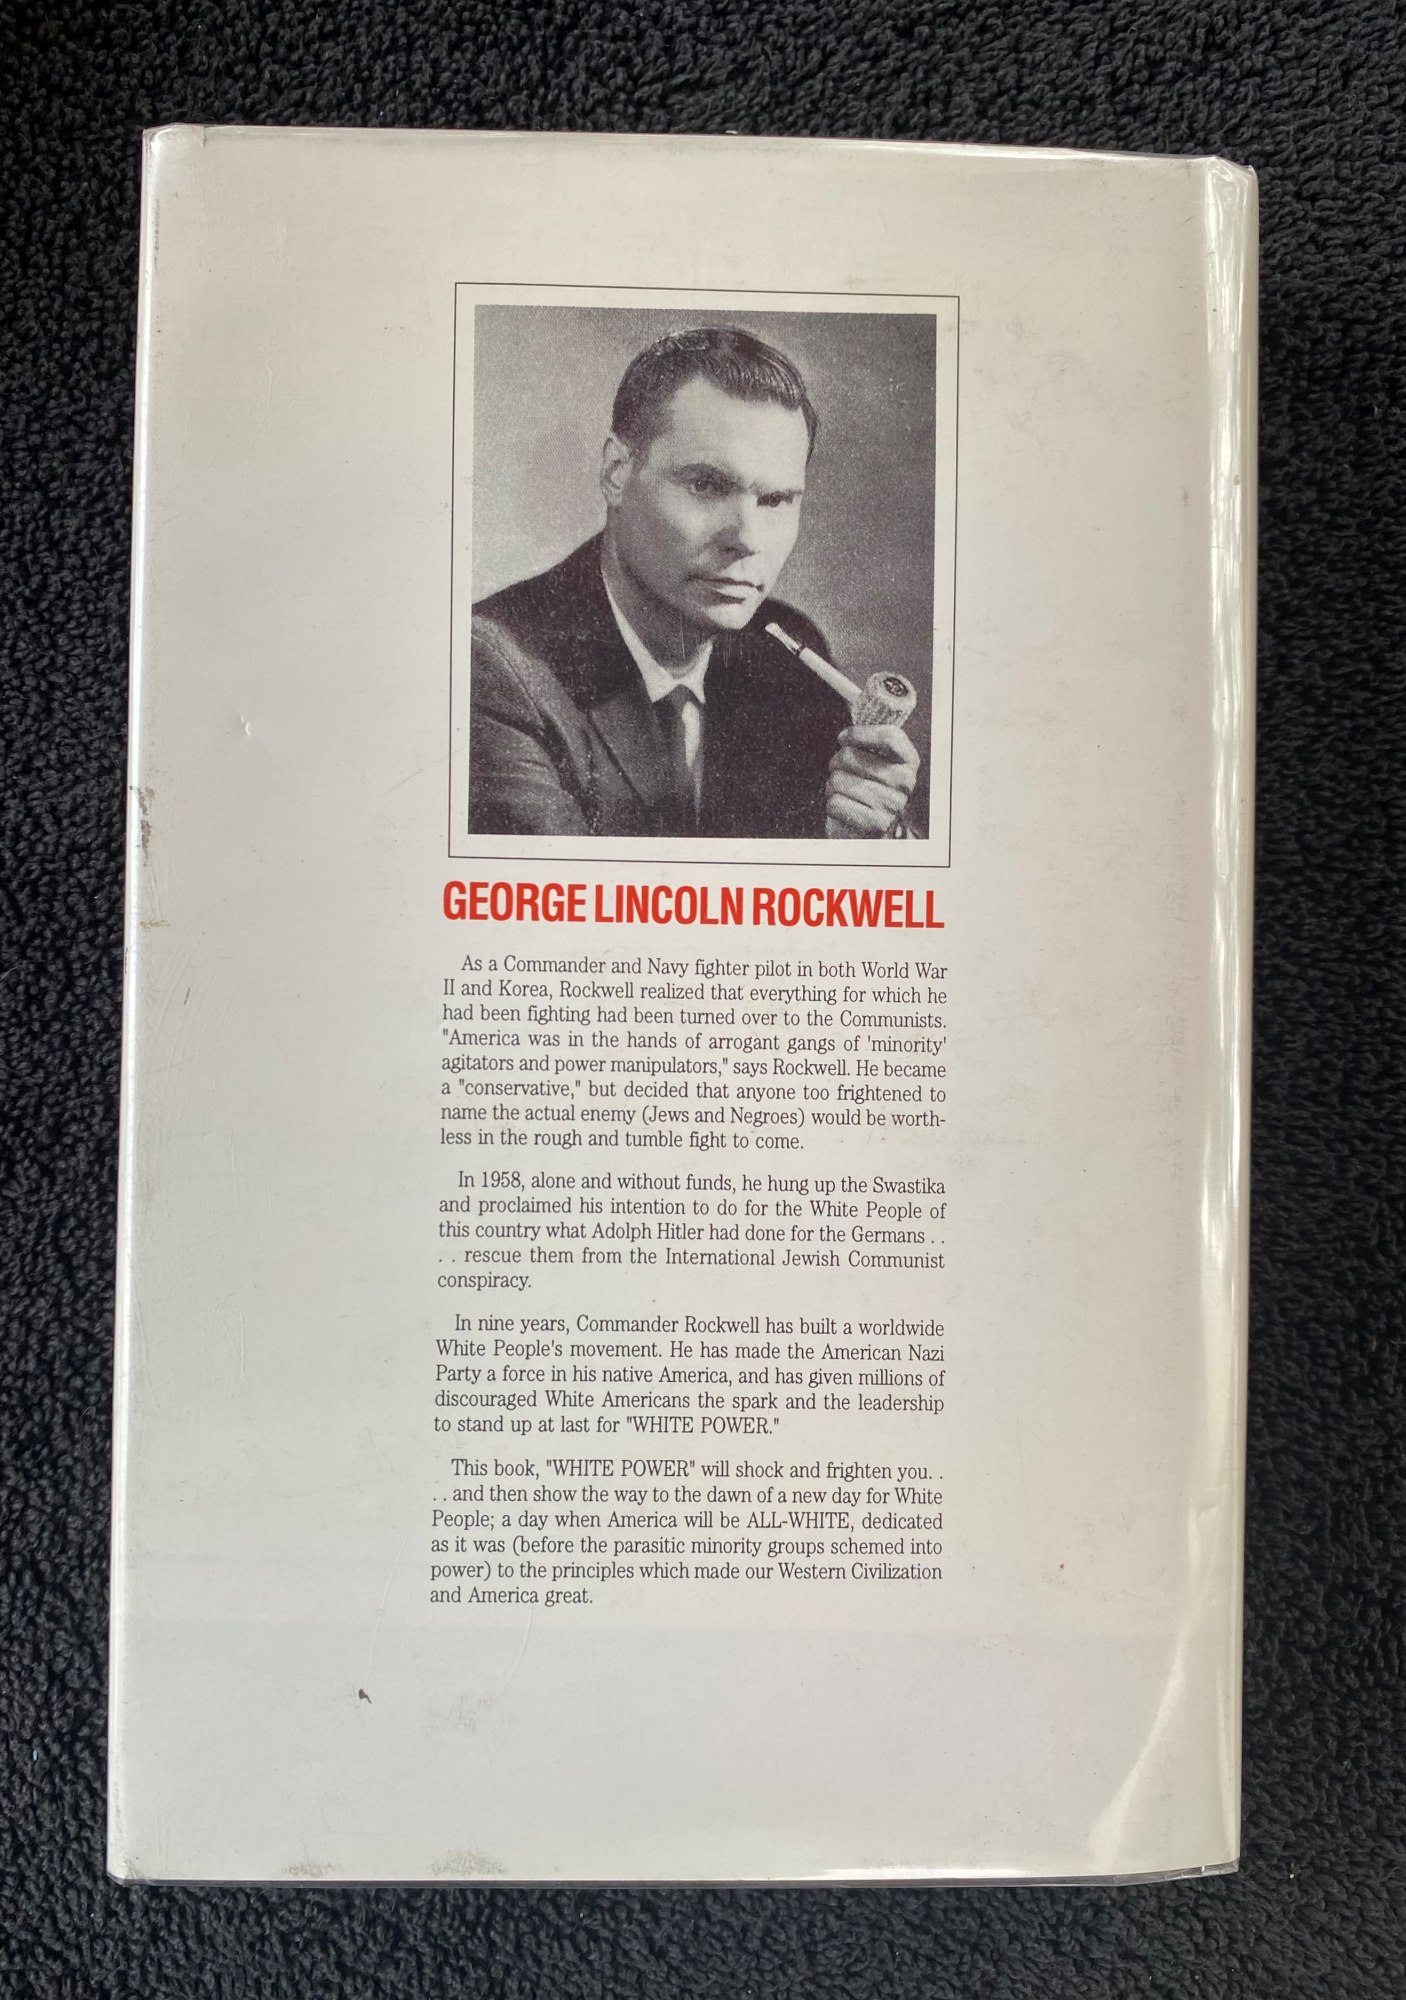 GEORGE LINCOLN ROCKWELL
As a Commander and Navy fighter pilot in both World War
II and Korea, Rockwell realized that everything for which he
had been fighting had been turned over to the Communists.
"America was in the hands of arrogant gangs of 'minority'
agitators and power manipulators," says Rockwell. He became
a "conservative," but decided that anyone too frightened to
name the actual enemy (Jews and Negroes) would be worth-
less in the rough and tumble fight to come.
In 1958, alone and without funds, he hung up the Swastika
and proclaimed his intention to do for the White People of
this country what Adolph Hitler had done for the Germans . .
. . rescue them from the International Jewish Communist
conspiracy.
In nine years, Commander Rockwell has built a worldwide
White People's movement. He has made the American Nazi
Party a force in his native America, and has given millions of
discouraged White Americans the spark and the leadership
to stand up at last for "WHITE POWER."
This book, "WHITE POWER" will shock and frighten you. .
. . and then show the way to the dawn of a new day for White
People; a day when America will be ALL-WHITE, dedicated
as it was (before the parasitic minority groups schemed into
power) to the principles which made our Western Civilization
and America great.